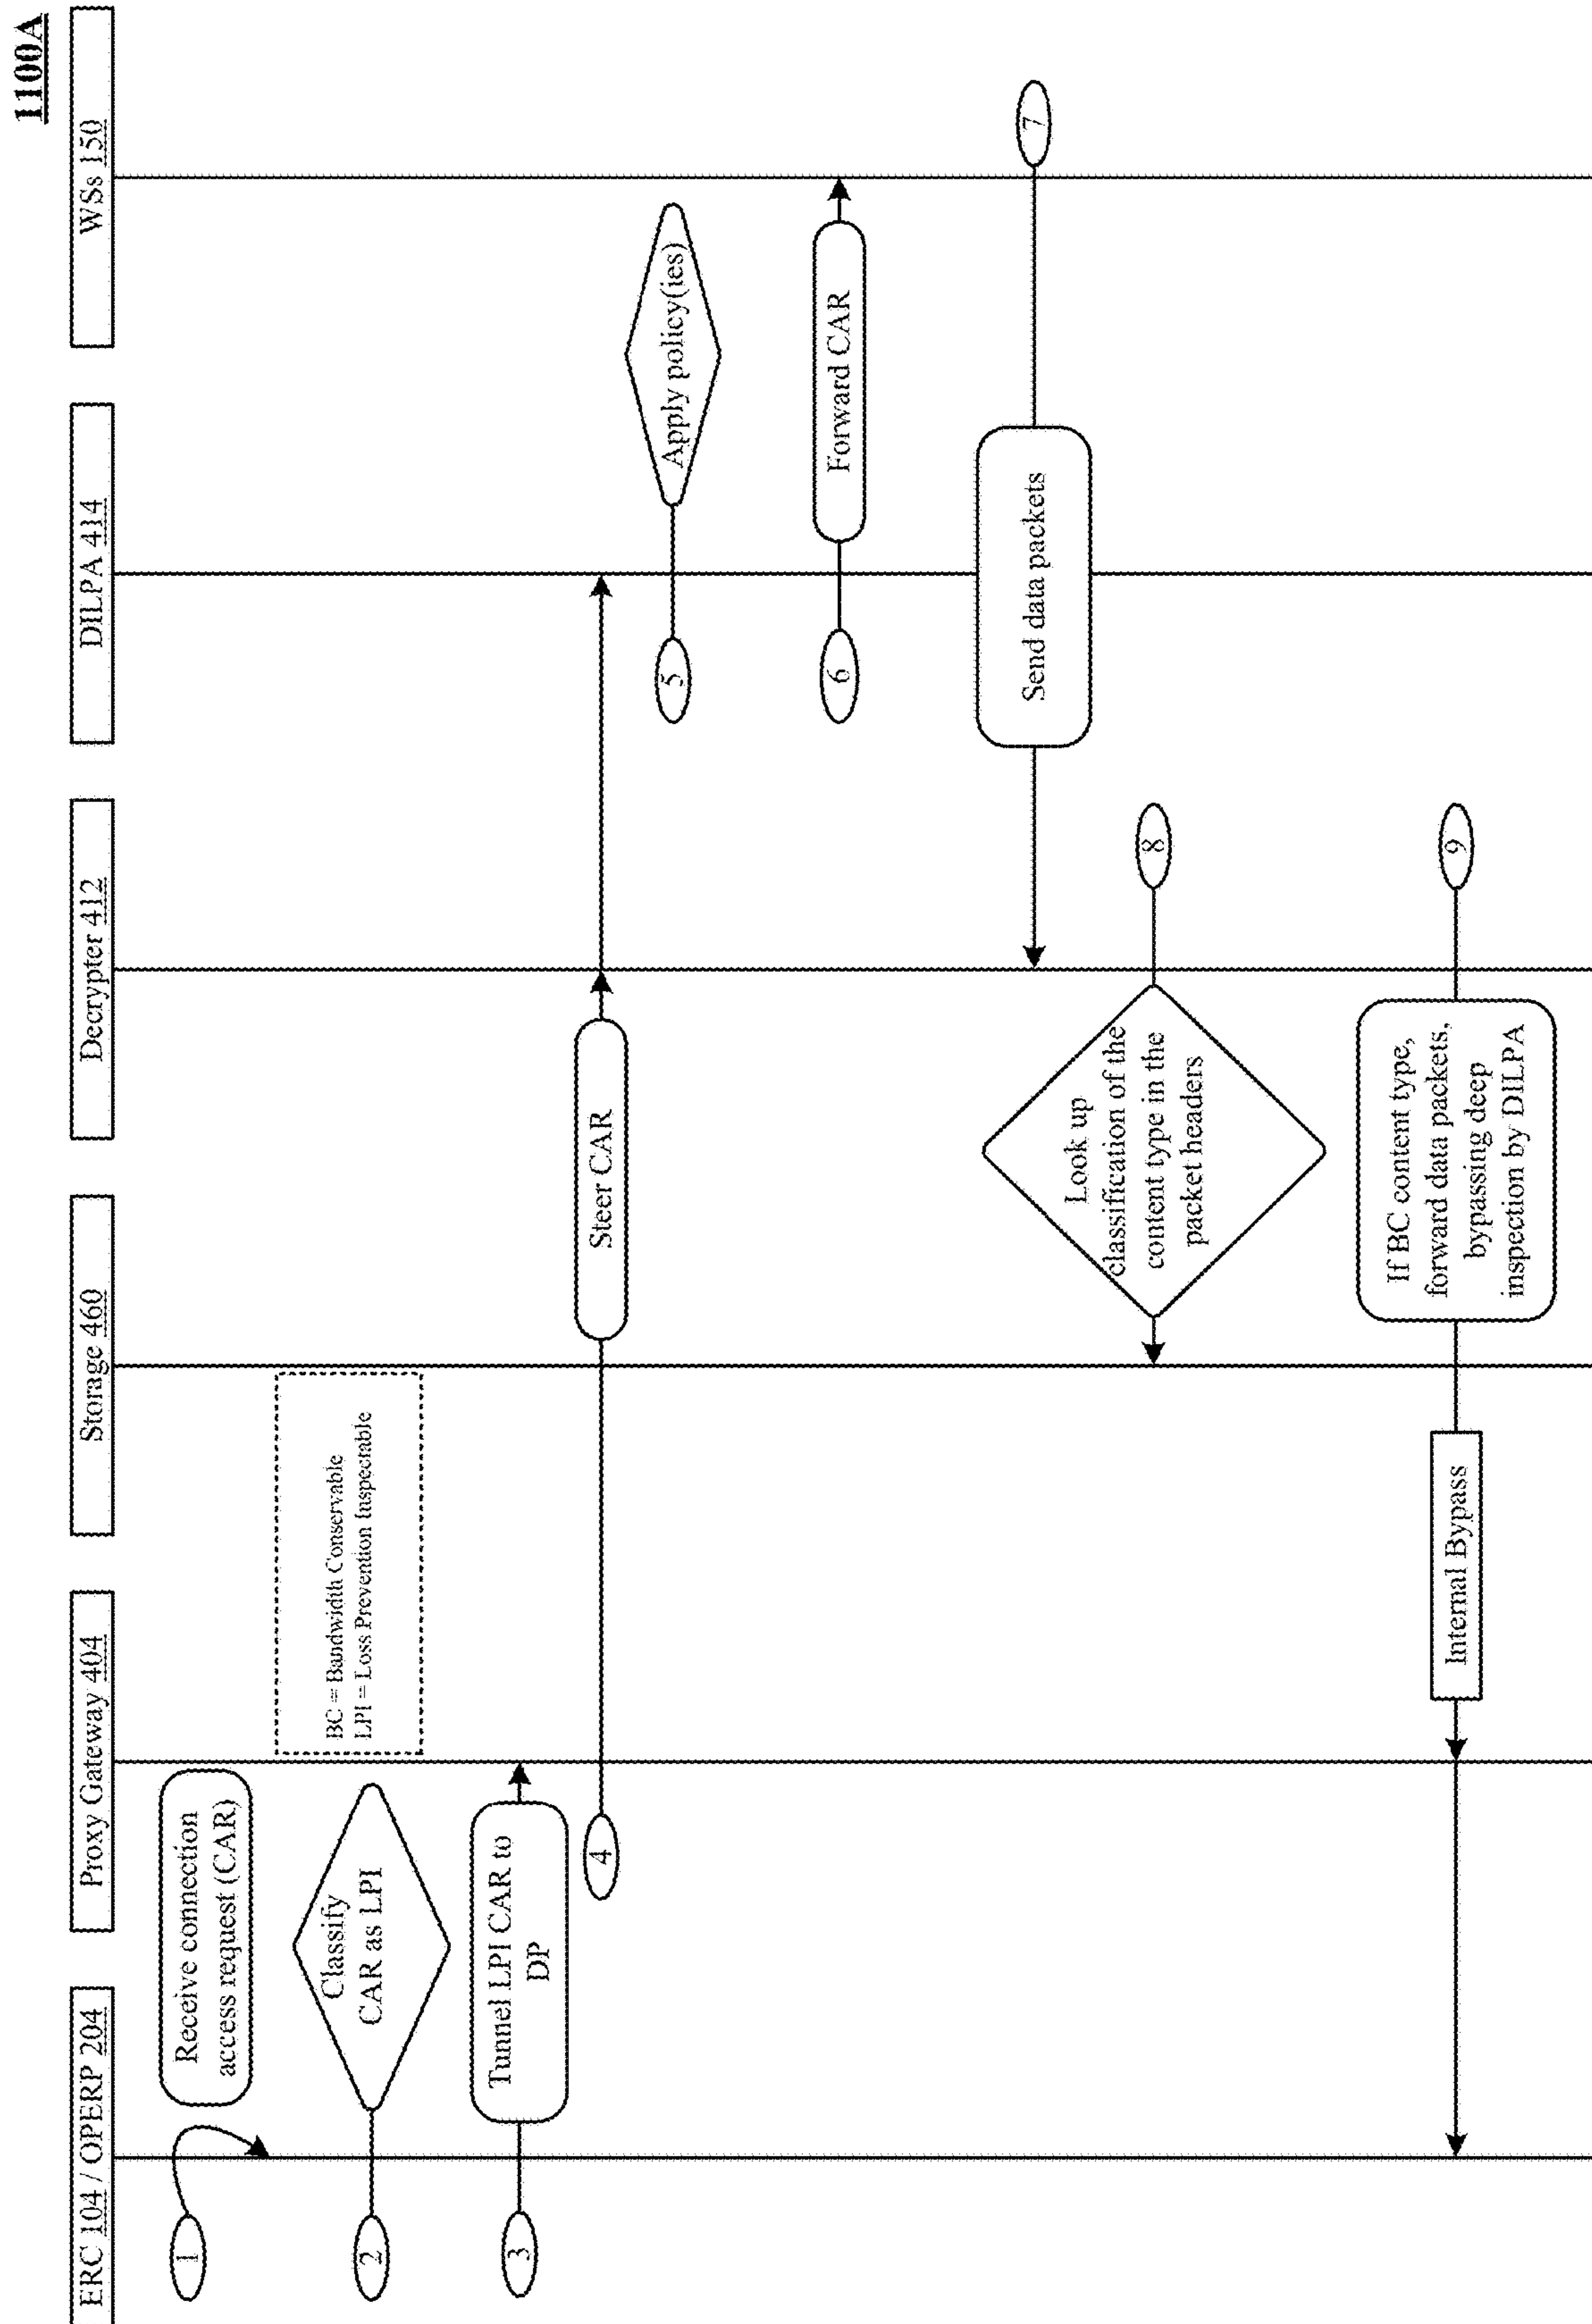 1100A
ERC 104 / OPERP 204
Proxy Gateway 404
Storage 460
Decrypter 412
DILPA 414
WSs 150
1
Receive connection
access request (CAR)
2
Classify
CAR as LPI
BC = Bandwidth Conservable
LPI = Loss Prevention Inspectable
3
Tunnel LPI CAR to
DP
4
Steer CAR
5
Apply policy(ies)
6
Forward CAR
7
Send data packets
8
Look up
classification of the
content type in the
packet headers
9
If BC content type,
forward data packets,
bypassing deep
inspection by DILPA
Internal Bypass